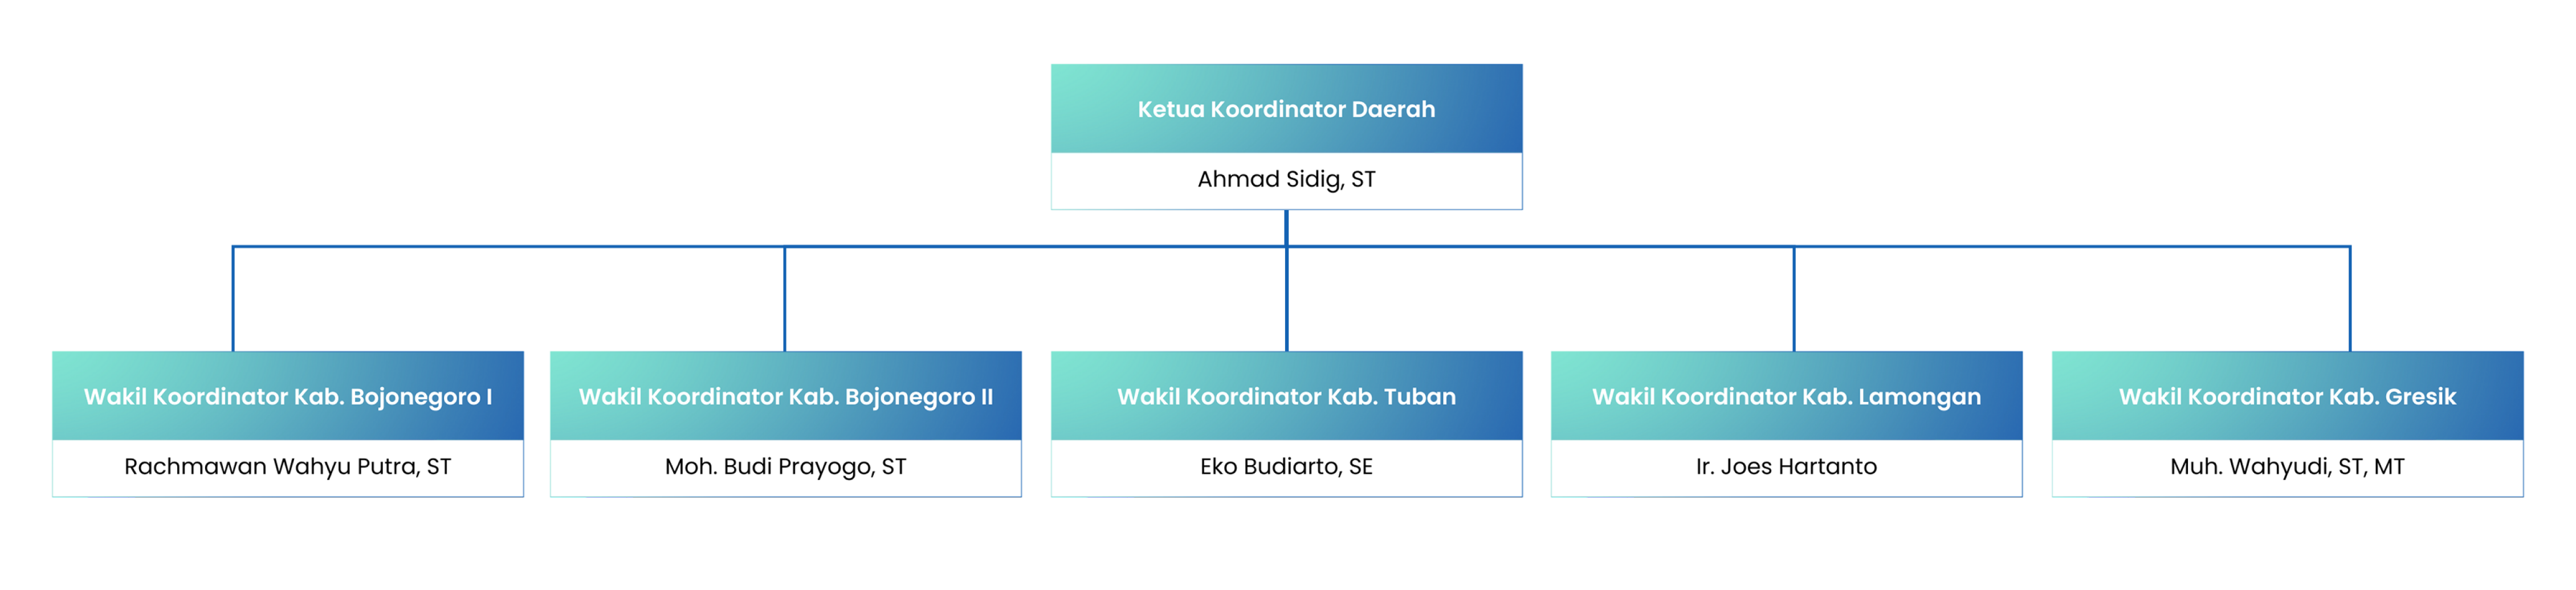 Ketua Koordinator Daerah
Ahmad Sidig, ST
Wakil Koordinator Kab. Bojonegoro I
Rachmawan Wahyu Putra, ST
Wakil Koordinator Kab. Bojonegoro II
Moh. Budi Prayogo, ST
Wakil Koordinator Kab. Tuban
Eko Budiarto, SE
Wakil Koordinator Kab. Lamongan
Ir. Joes Hartanto
Wakil Koordinator Kab. Gresik
Muh. Wahyudi, ST, MT